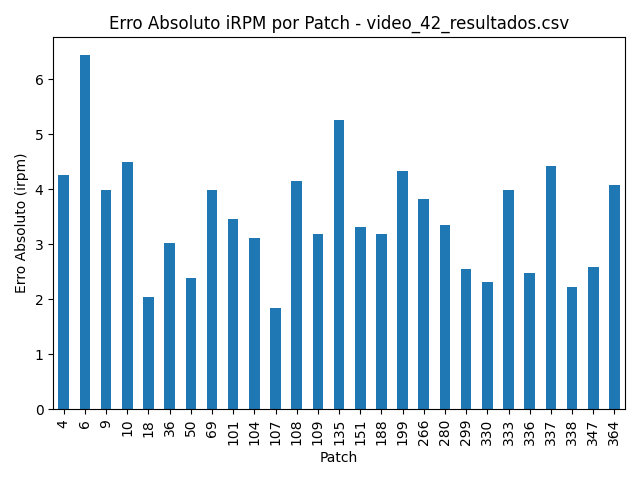 Erro Absoluto iRPM por Patch - video_42_resultados.csv
Erro Absoluto (irpm)
6
5
4
3
2
1
0
4 6 9 10 18 36 50 69 101 104 107 108 109 135 151 188 199 266 280 299 330 333 336 337 338 347 364
Patch